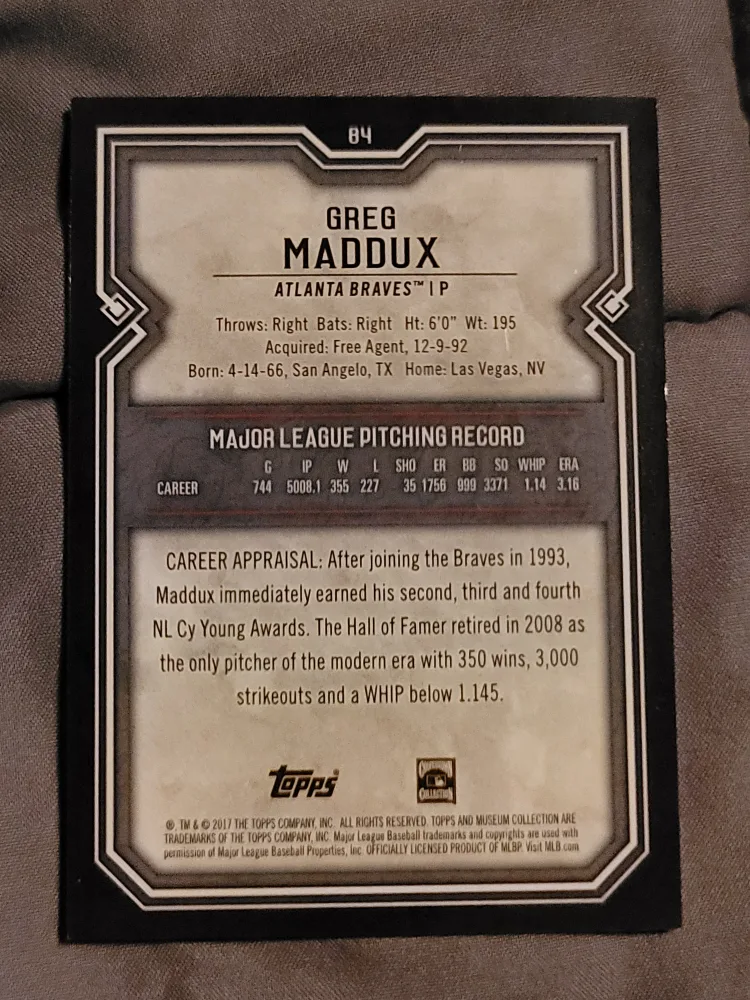 84
GREG
MADDUX
ATLANTA BRAVES™ | P
Throws: Right Bats: Right Ht: 6'0" Wt: 195
Acquired: Free Agent, 12-9-92
Born: 4-14-66, San Angelo, TX Home: Las Vegas, NV
MAJOR LEAGUE PITCHING RECORD
G IP W L SHO ER BB SO WHIP ERA
CAREER 744 5008.1 355 227 35 1756 999 3371 1.14 3.16
CAREER APPRAISAL: After joining the Braves in 1993,
Maddux immediately earned his second, third and fourth
NL Cy Young Awards. The Hall of Famer retired in 2008 as
the only pitcher of the modern era with 350 wins, 3,000
strikeouts and a WHIP below 1.145.
topps
COOPERSTOWN
COLLECTION
®, TM & © 2017 THE TOPPS COMPANY, INC. ALL RIGHTS RESERVED. TOPPS AND MUSEUM COLLECTION ARE
TRADEMARKS OF THE TOPPS COMPANY, INC. Major League Baseball trademarks and copyrights are used with
permission of Major League Baseball Properties, Inc. OFFICIALLY LICENSED PRODUCT OF MLBP. Visit MLB.com